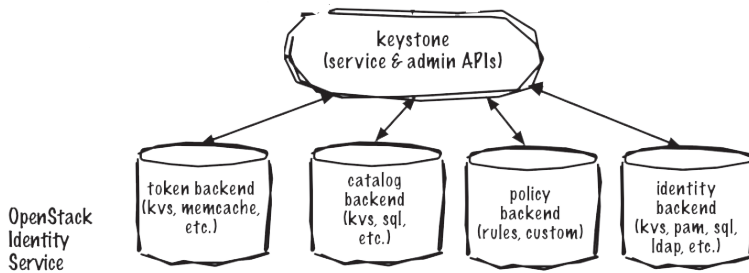 keystone
(service & admin APIs)
token backend
(kvs, memcache,
etc.)
catalog
backend
(kvs, sql,
etc.)
policy
backend
(rules, custom)
identity
backend
(kvs, pam, sql,
ldap, etc.)
OpenStack
Identity
Service